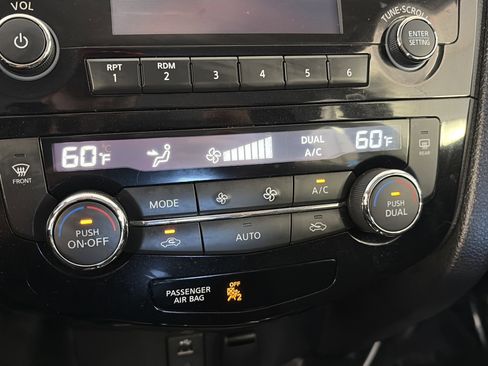 VOL
TUNE·SCROLL
ENTER
SETTING
RPT
1
RDM
2
3
4
5
6
60°F
DUAL
A/C
60°F
FRONT
REAR
MODE
A/C
PUSH
ON·OFF
AUTO
PUSH
DUAL
PASSENGER
AIR BAG
OFF
2